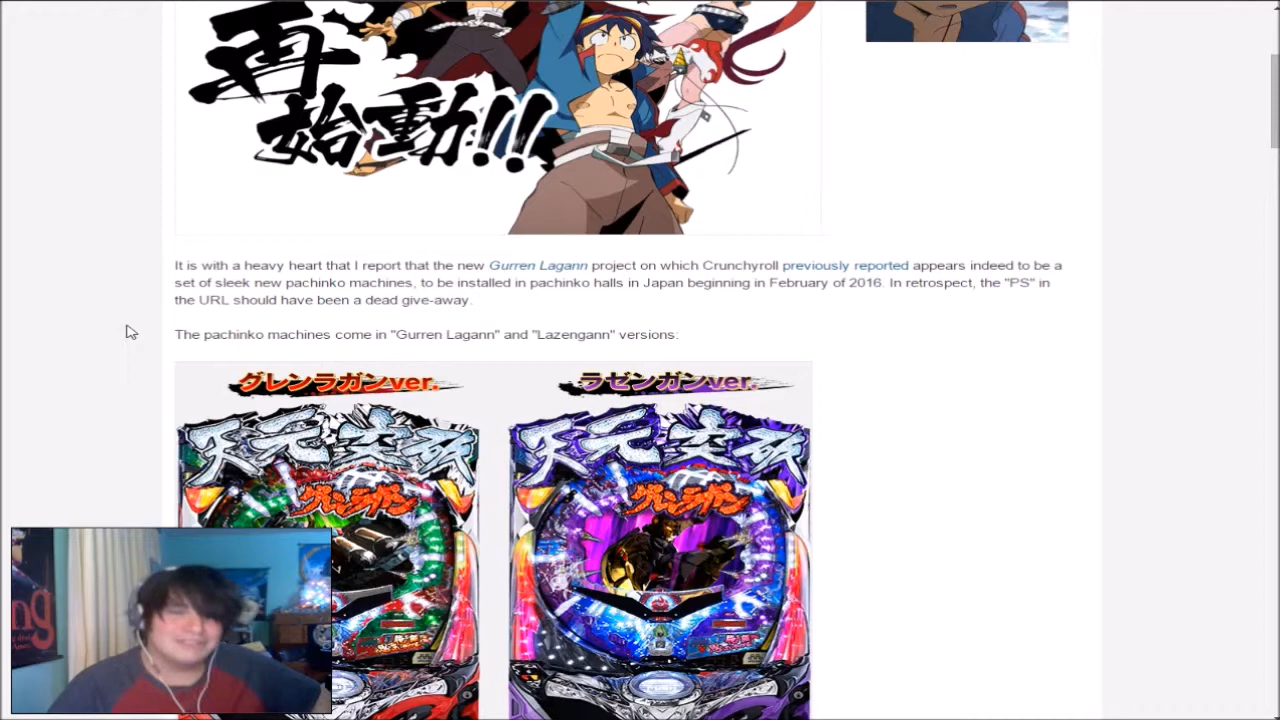 再
始動!!
It is with a heavy heart that I report that the new Gurren Lagann project on which Crunchyroll previously reported appears indeed to be a
set of sleek new pachinko machines, to be installed in pachinko halls in Japan beginning in February of 2016. In retrospect, the "PS" in
the URL should have been a dead give-away.
The pachinko machines come in "Gurren Lagann" and "Lazengann" versions:
グレンラガンver. ラゼンガンver.
天元突破 天元突破
グレンラガン グレンラガン